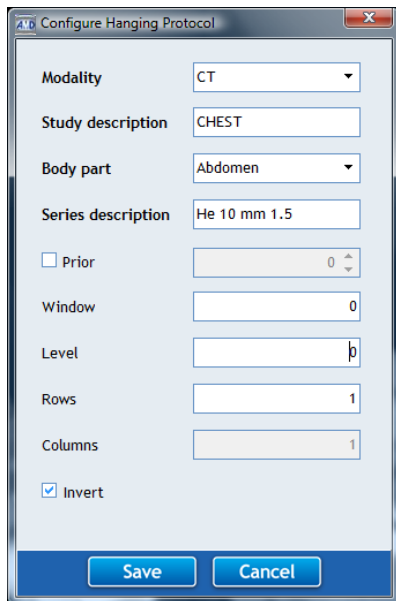 Configure Hanging Protocol
Modality CT
Study description CHEST
Body part Abdomen
Series description He 10 mm 1.5
Prior 0
Window 0
Level 0
Rows 1
Columns 1
Invert
Save Cancel